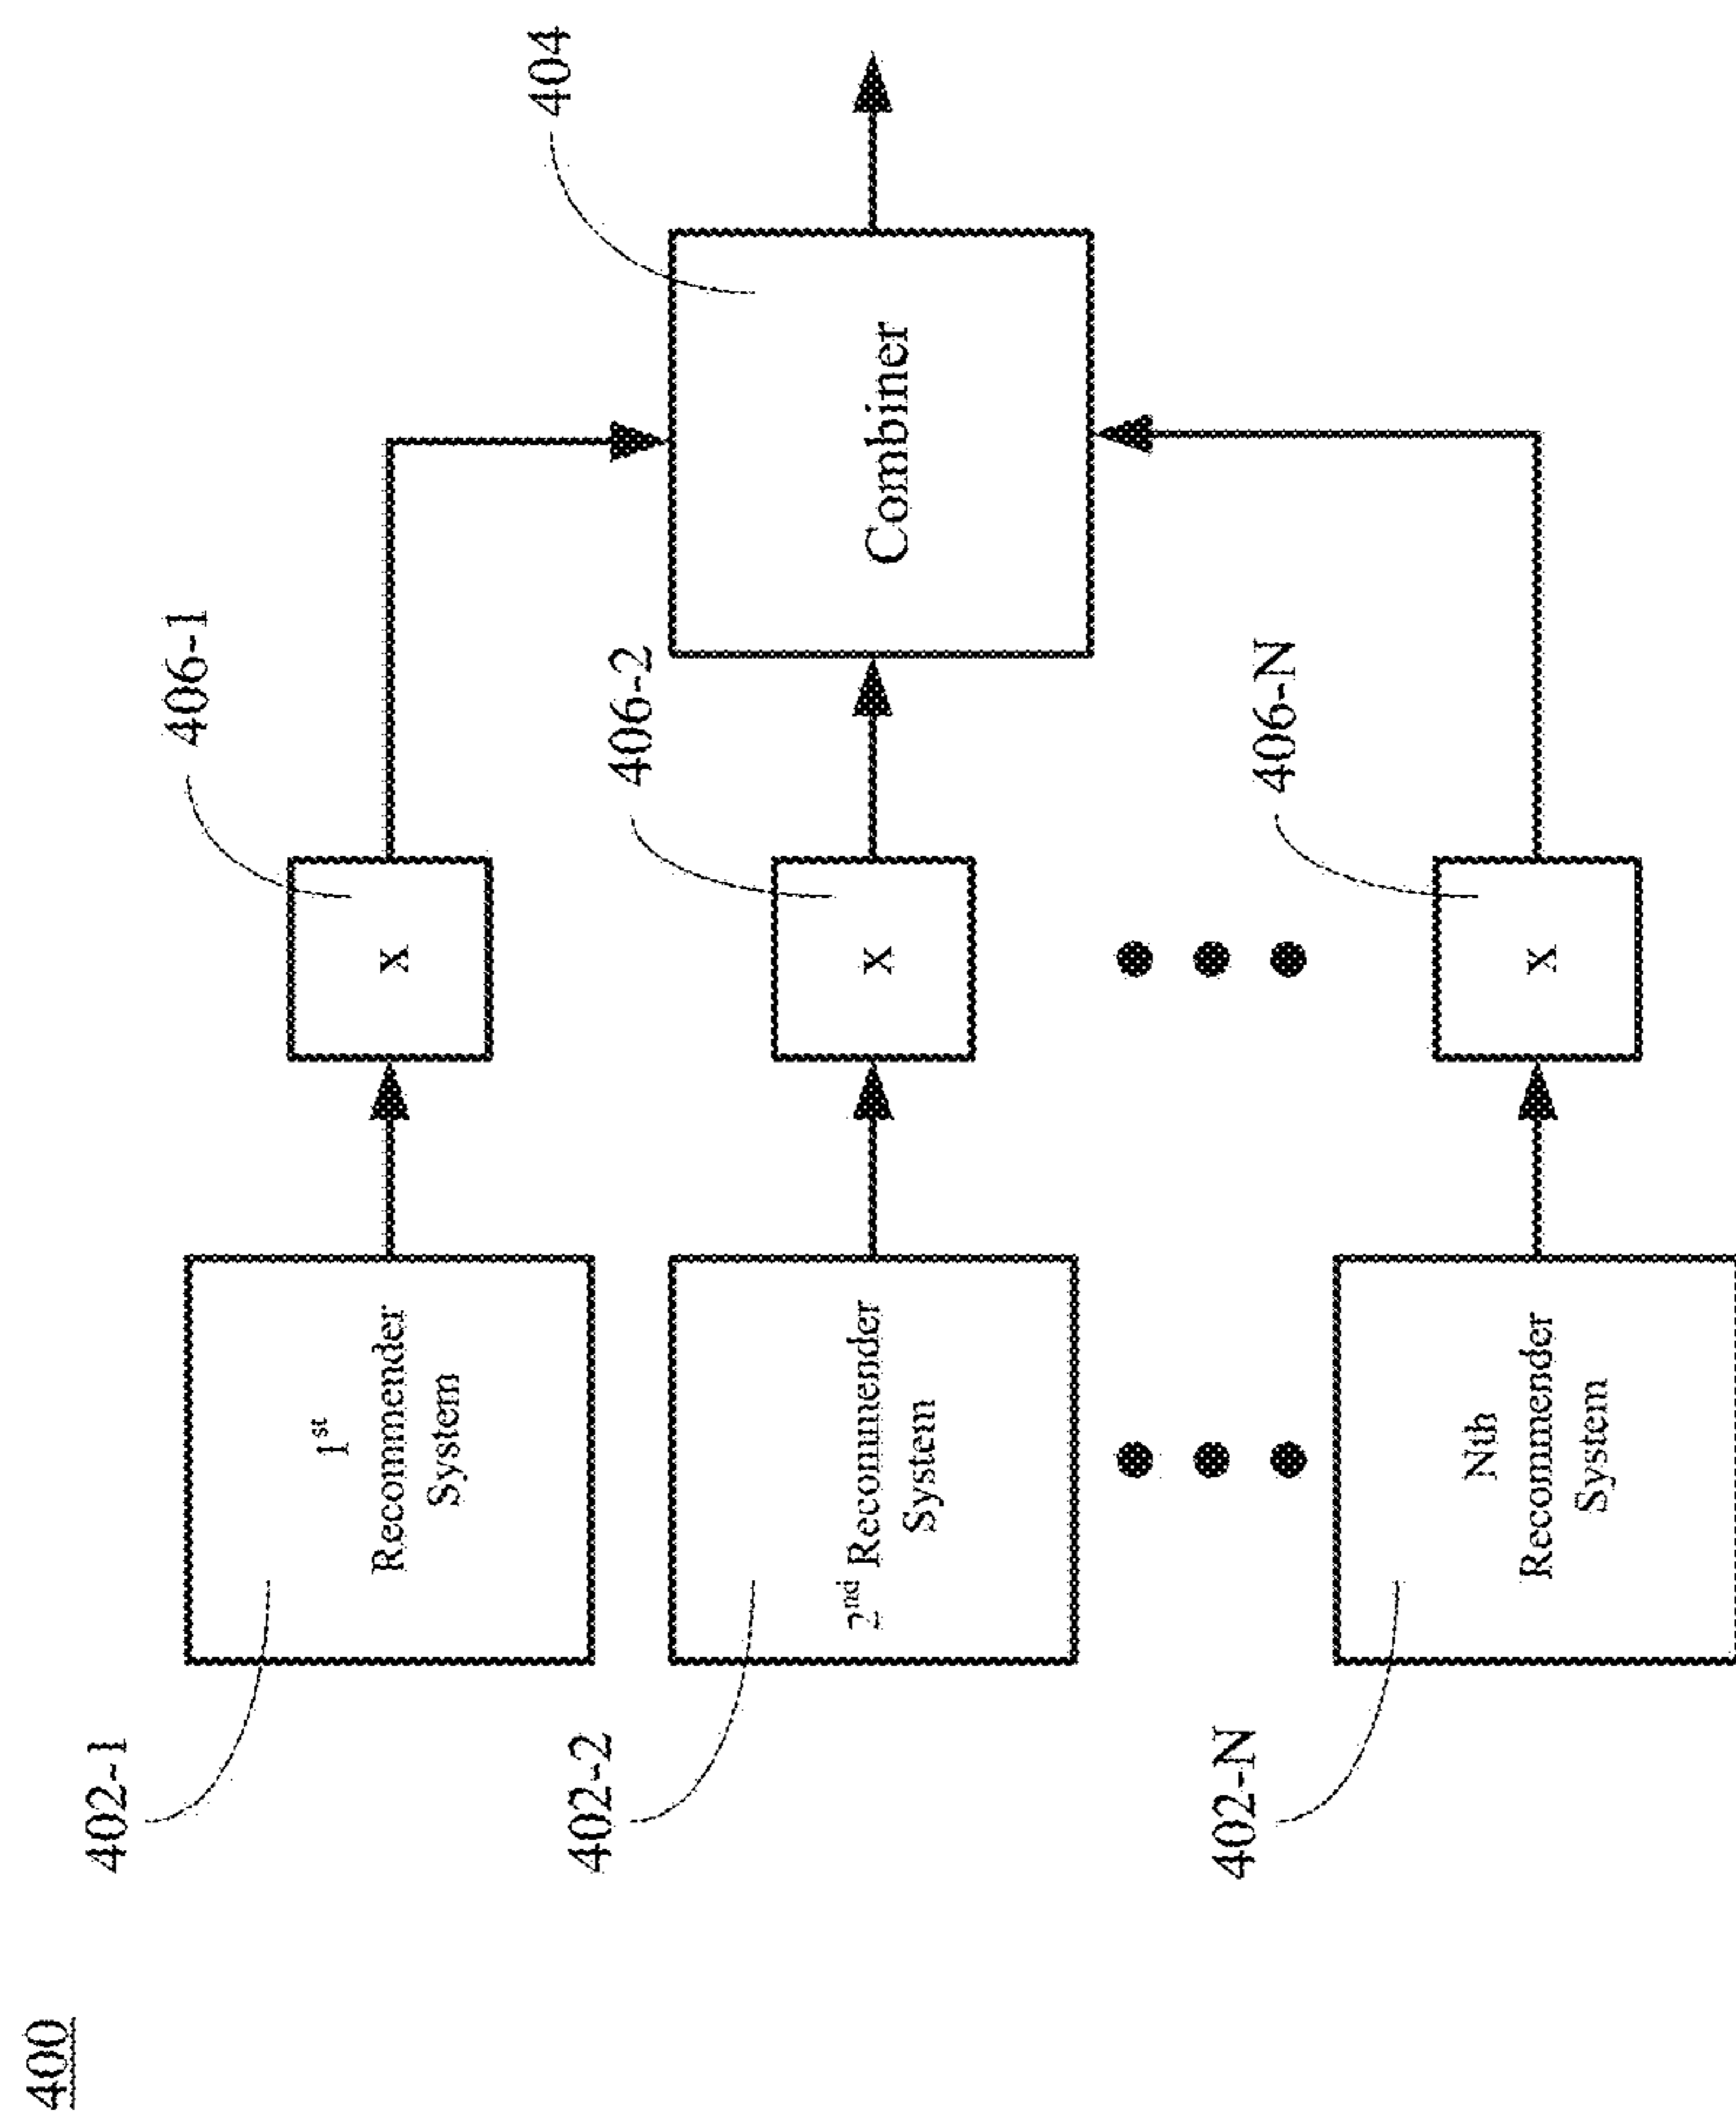 400
402-1
1st
Recommender
System
406-1
x
402-2
2nd Recommender
System
406-2
x
Combiner
404
402-N
Nth
Recommender
System
406-N
x